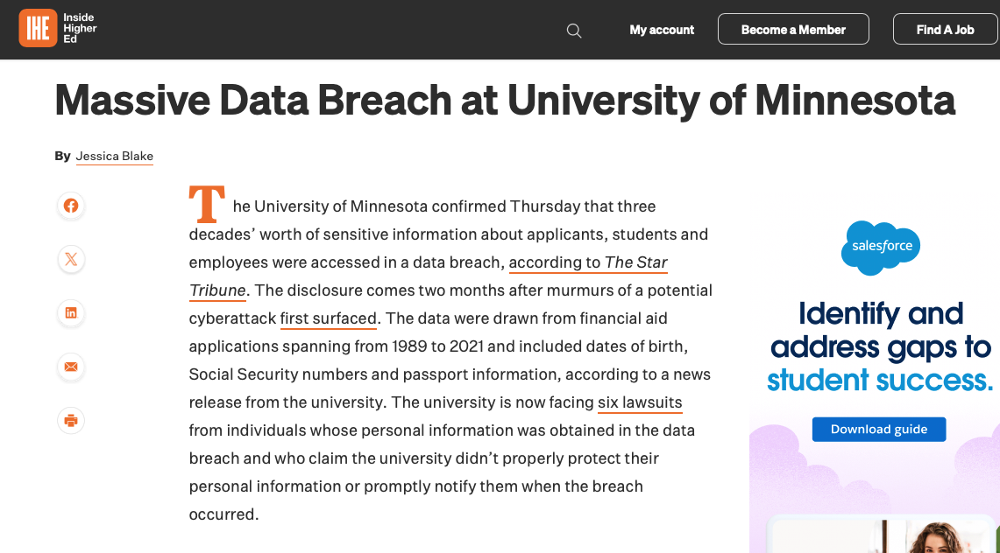 IHE
Inside
Higher
Ed
My account
Become a Member
Find A Job
Massive Data Breach at University of Minnesota
By Jessica Blake
The University of Minnesota confirmed Thursday that three
decades’ worth of sensitive information about applicants, students and
employees were accessed in a data breach, according to The Star
Tribune. The disclosure comes two months after murmurs of a potential
cyberattack first surfaced. The data were drawn from financial aid
applications spanning from 1989 to 2021 and included dates of birth,
Social Security numbers and passport information, according to a news
release from the university. The university is now facing six lawsuits
from individuals whose personal information was obtained in the data
breach and who claim the university didn’t properly protect their
personal information or promptly notify them when the breach
occurred.
salesforce
Identify and
address gaps to
student success.
Download guide